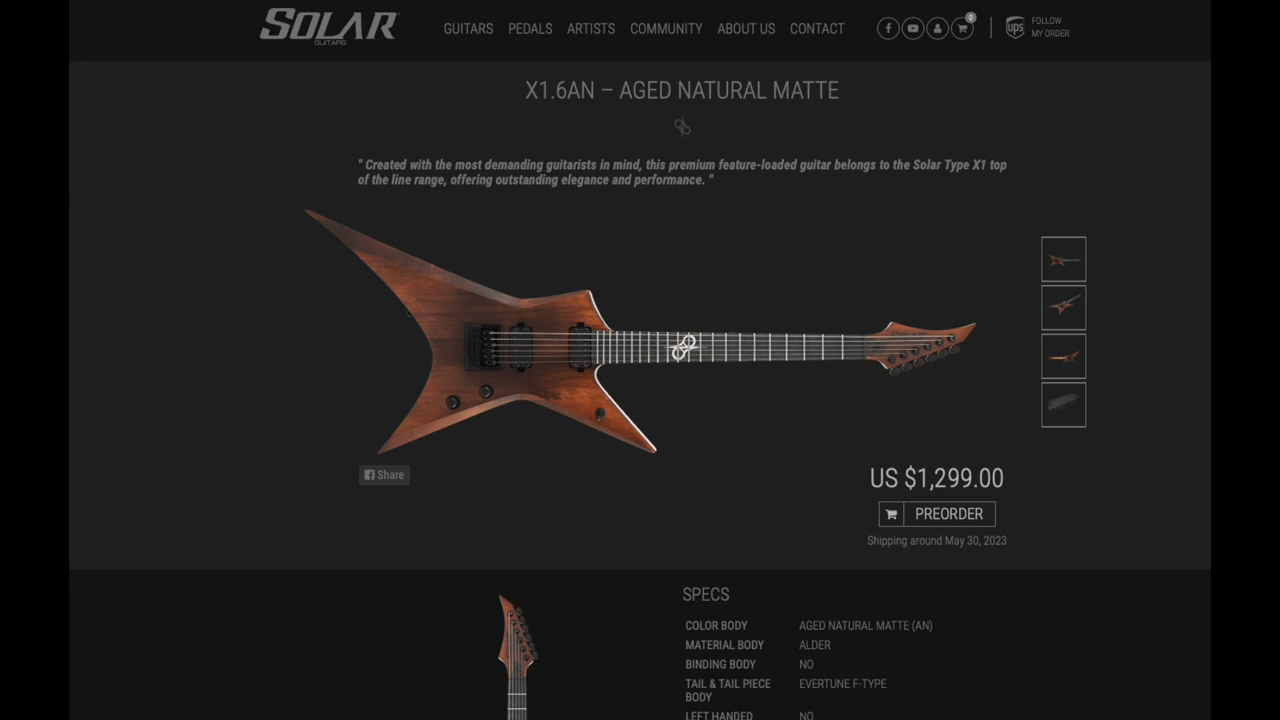 SOLAR
GUITARS
GUITARS PEDALS ARTISTS COMMUNITY ABOUT US CONTACT
0
ups
FOLLOW
MY ORDER
X1.6AN – AGED NATURAL MATTE
" Created with the most demanding guitarists in mind, this premium feature-loaded guitar belongs to the Solar Type X1 top
of the line range, offering outstanding elegance and performance. "
Share
US $1,299.00
PREORDER
Shipping around May 30, 2023
SPECS
COLOR BODY AGED NATURAL MATTE (AN)
MATERIAL BODY ALDER
BINDING BODY NO
TAIL & TAIL PIECE EVERTUNE F-TYPE
BODY
LEFT HANDED NO